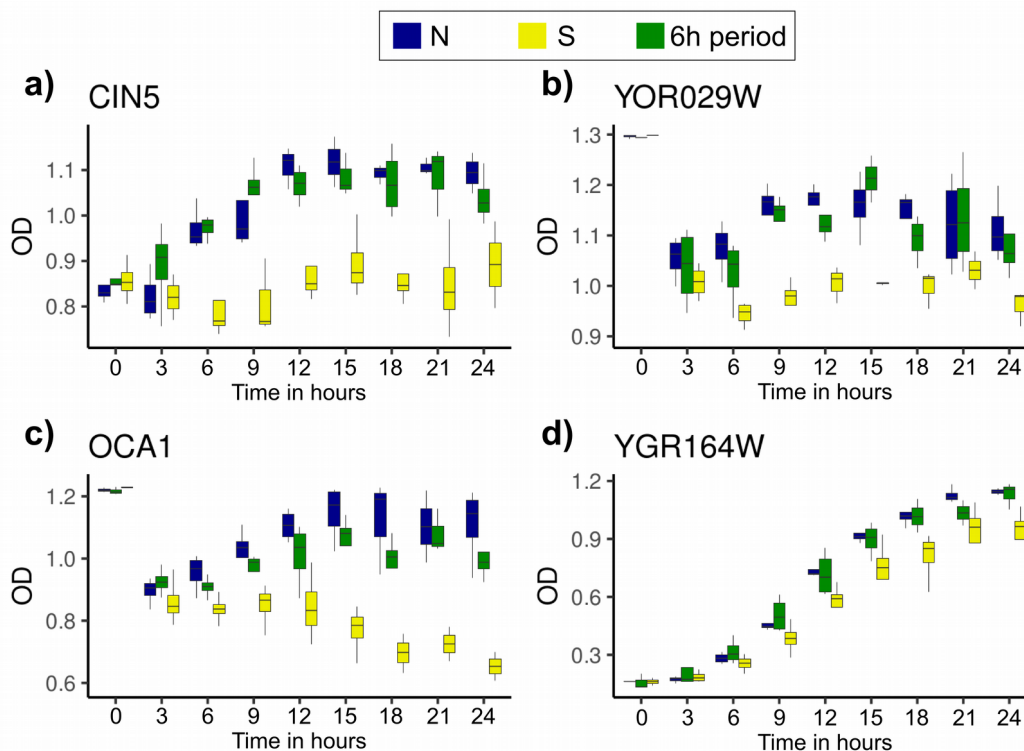 N S 6h period
a) CIN5
OD
1.1
1.0
0.9
0.8
0 3 6 9 12 15 18 21 24
Time in hours
b) YOR029W
OD
1.3
1.2
1.1
1.0
0.9
0 3 6 9 12 15 18 21 24
Time in hours
c) OCA1
OD
1.2
1.0
0.8
0.6
0 3 6 9 12 15 18 21 24
Time in hours
d) YGR164W
OD
1.2
0.9
0.6
0.3
0 3 6 9 12 15 18 21 24
Time in hours